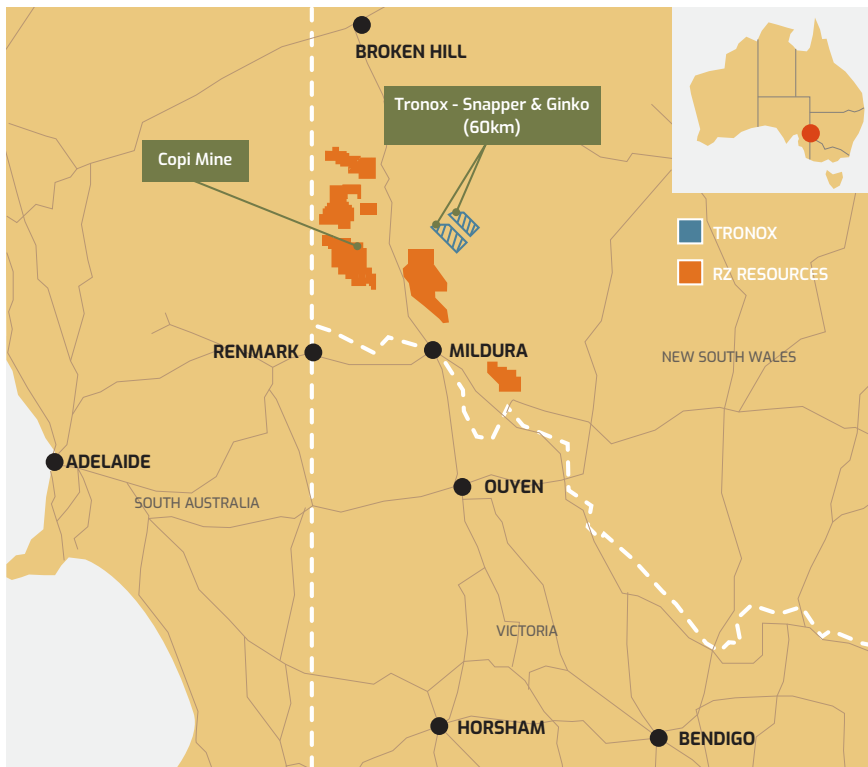 BROKEN HILL
Tronox - Snapper & Ginko
(60km)
Copi Mine
TRONOX
RZ RESOURCES
RENMARK
MILDURA
NEW SOUTH WALES
ADELAIDE
SOUTH AUSTRALIA
OUYEN
VICTORIA
HORSHAM
BENDIGO